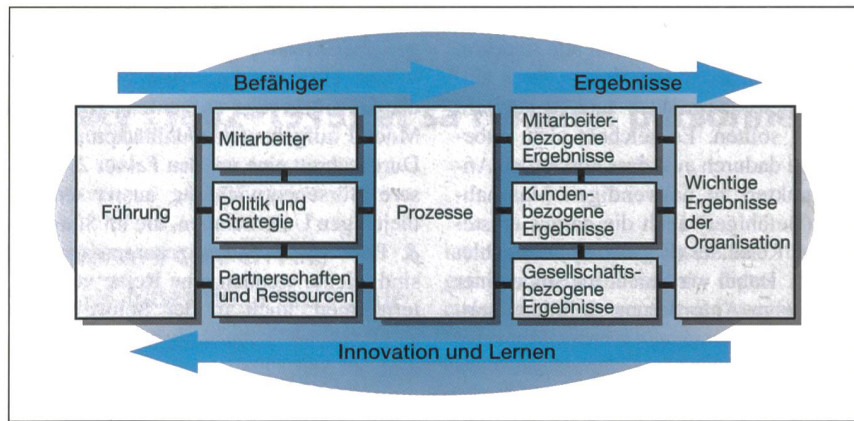 Befähiger
Ergebnisse
Führung
Mitarbeiter
Politik und
Strategie
Partnerschaften
und Ressourcen
Prozesse
Mitarbeiter-
bezogene
Ergebnisse
Kunden-
bezogene
Ergebnisse
Gesellschafts-
bezogene
Ergebnisse
Wichtige
Ergebnisse
der
Organisation
Innovation und Lernen